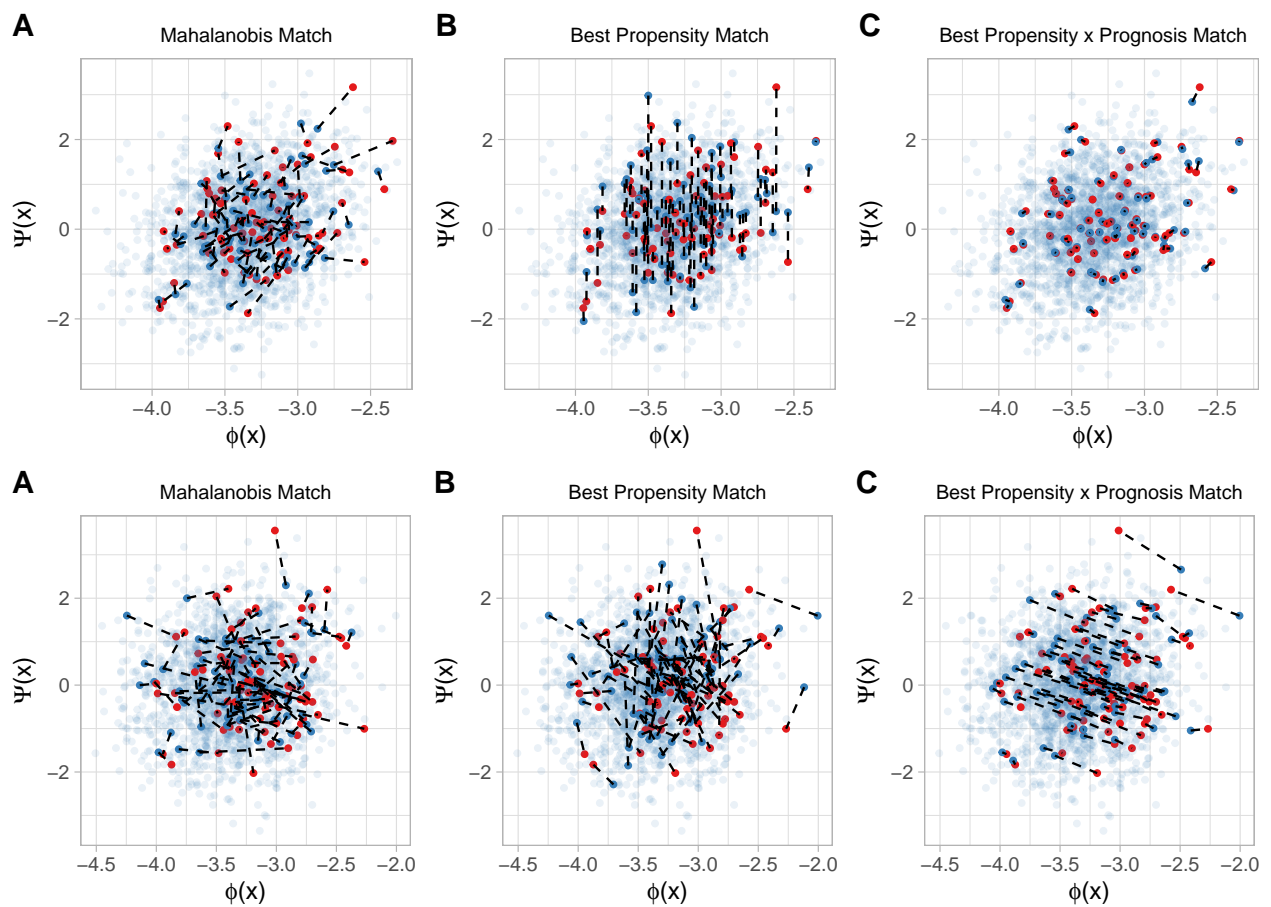 A
Mahalanobis Match
B
Best Propensity Match
C
Best Propensity x Prognosis Match
Ψ(x)
2
0
−2
−4.0 −3.5 −3.0 −2.5
ϕ(x)
Ψ(x)
2
0
−2
−4.0 −3.5 −3.0 −2.5
ϕ(x)
Ψ(x)
2
0
−2
−4.0 −3.5 −3.0 −2.5
ϕ(x)
A
Mahalanobis Match
B
Best Propensity Match
C
Best Propensity x Prognosis Match
Ψ(x)
2
0
−2
−4.5 −4.0 −3.5 −3.0 −2.5 −2.0
ϕ(x)
Ψ(x)
2
0
−2
−4.5 −4.0 −3.5 −3.0 −2.5 −2.0
ϕ(x)
Ψ(x)
2
0
−2
−4.5 −4.0 −3.5 −3.0 −2.5 −2.0
ϕ(x)